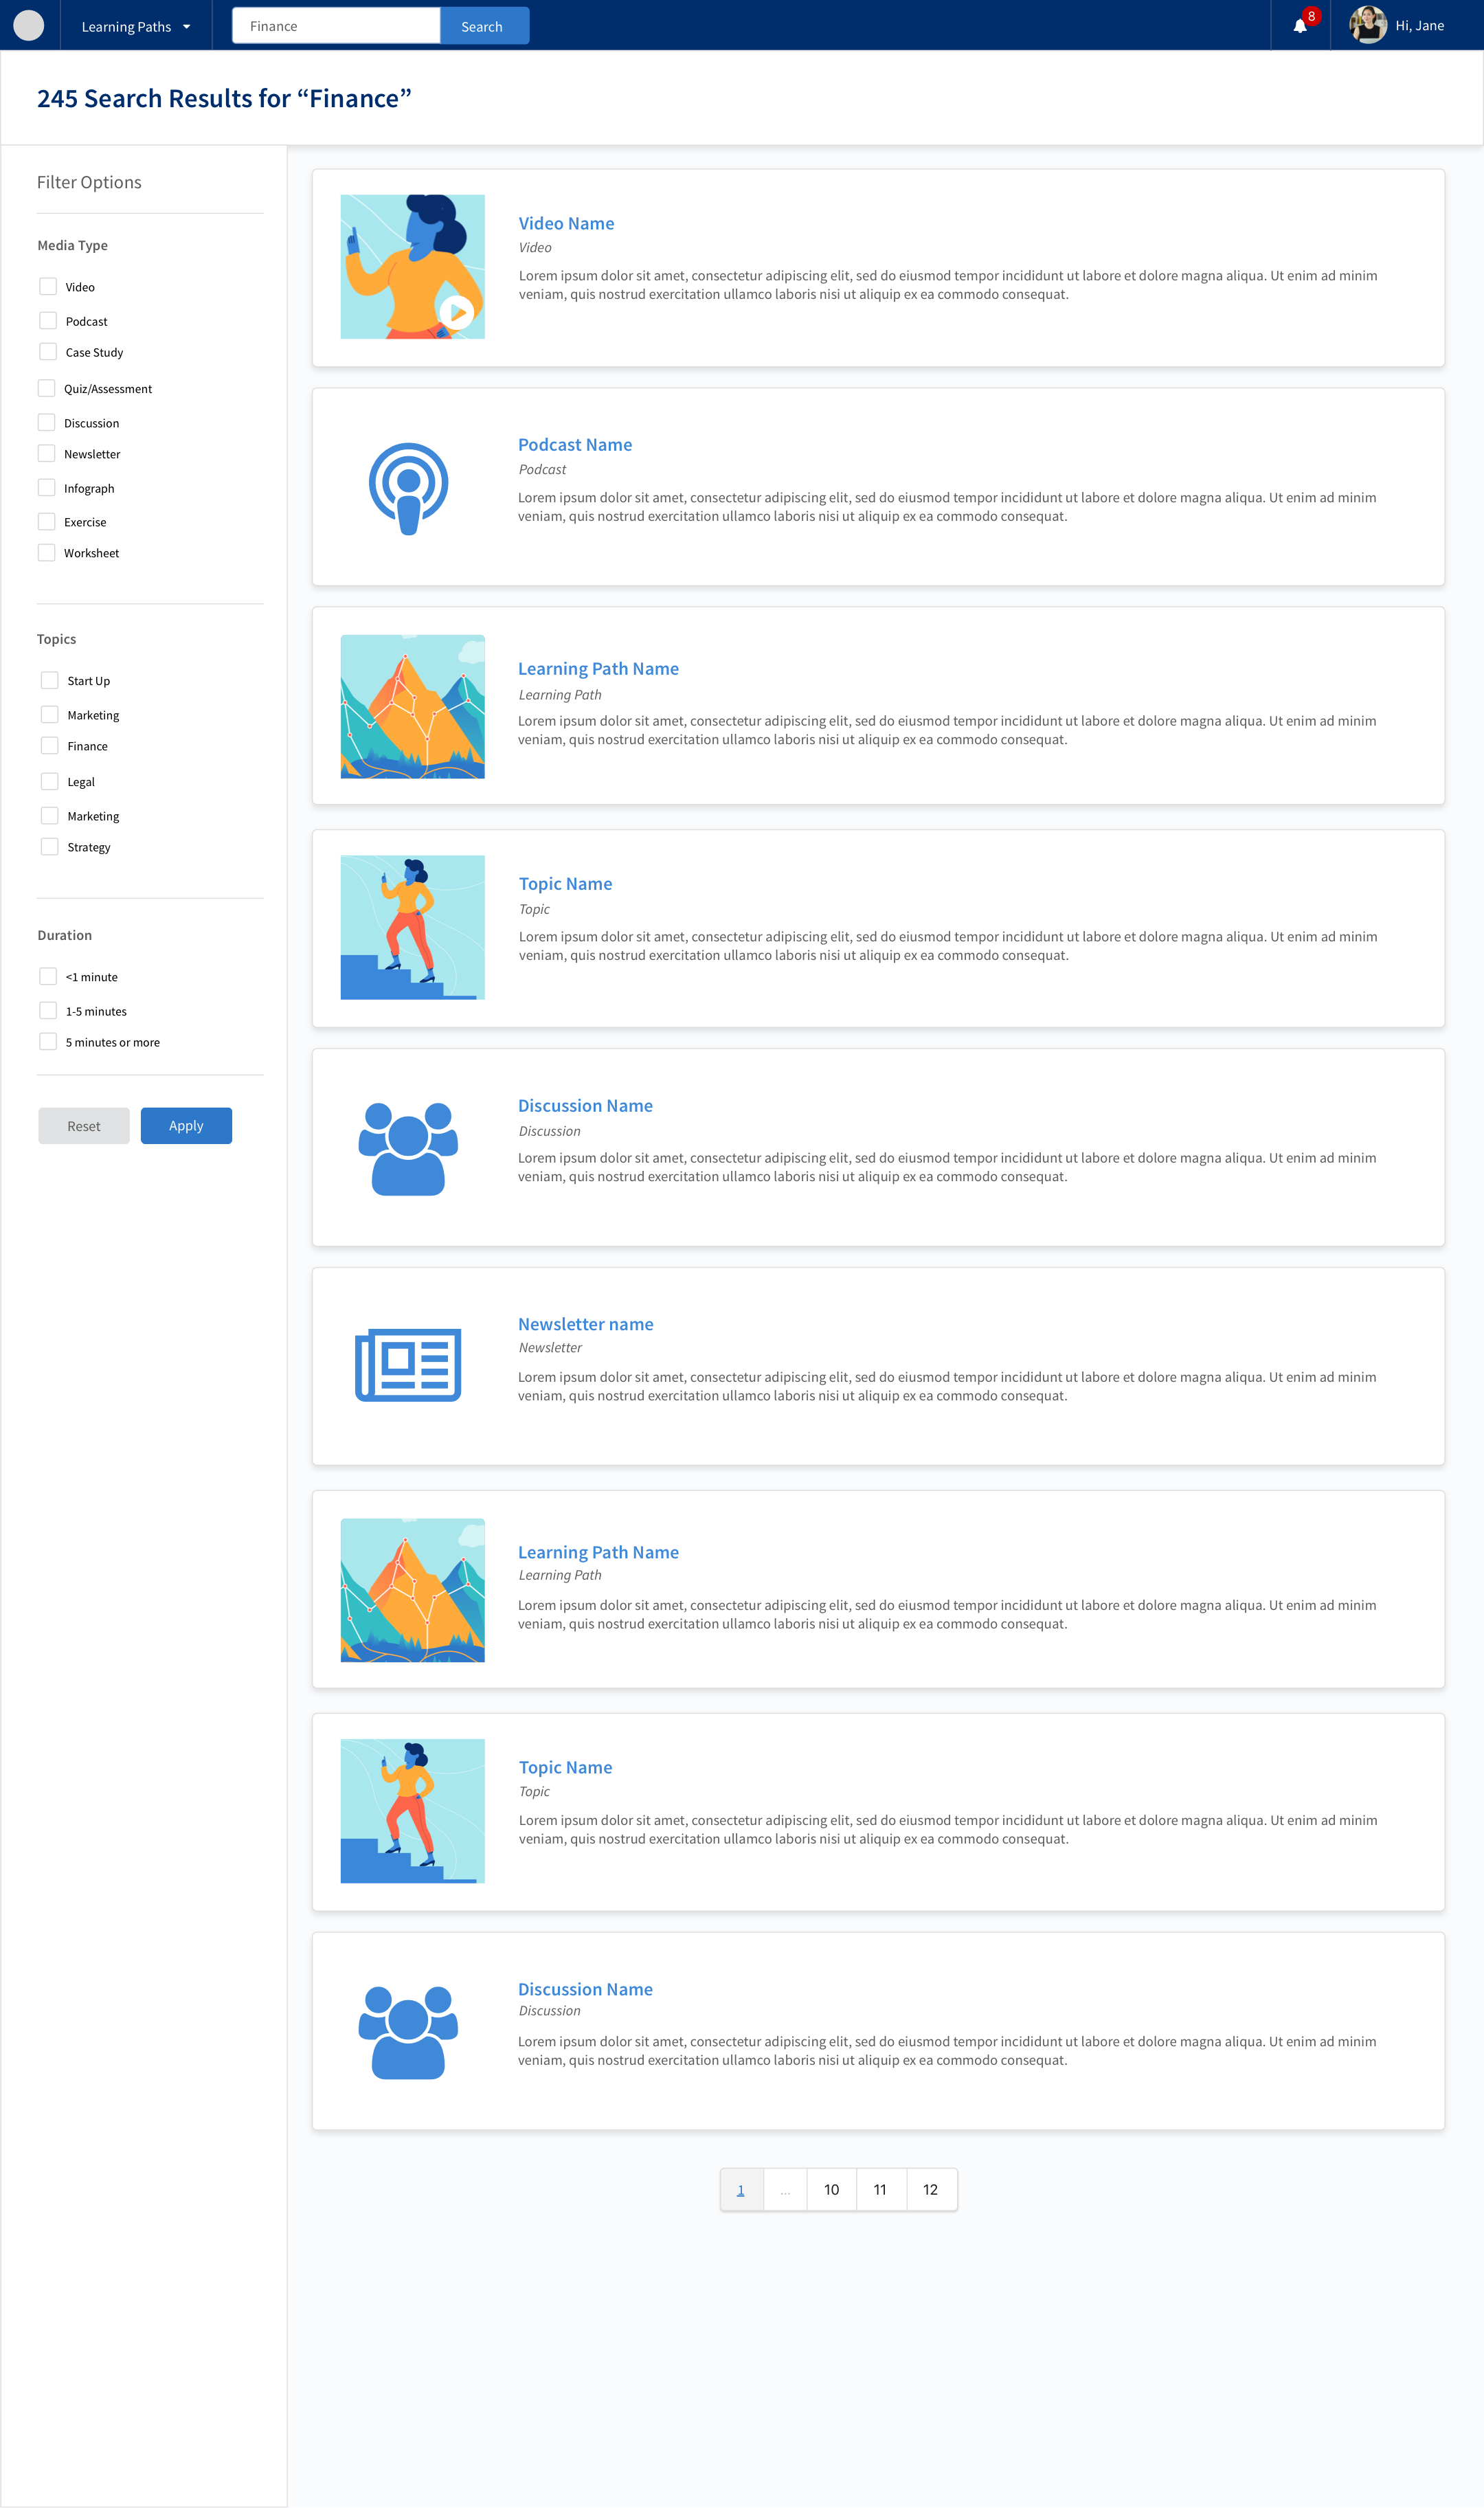 Learning Paths
Finance
Search
8
Hi, Jane
245 Search Results for “Finance”
Filter Options
Media Type
Video
Podcast
Case Study
Quiz/Assessment
Discussion
Newsletter
Infograph
Exercise
Worksheet
Topics
Start Up
Marketing
Finance
Legal
Marketing
Strategy
Duration
<1 minute
1-5 minutes
5 minutes or more
Reset
Apply
Video Name
Video
Lorem ipsum dolor sit amet, consectetur adipiscing elit, sed do eiusmod tempor incididunt ut labore et dolore magna aliqua. Ut enim ad minim
veniam, quis nostrud exercitation ullamco laboris nisi ut aliquip ex ea commodo consequat.
Podcast Name
Podcast
Lorem ipsum dolor sit amet, consectetur adipiscing elit, sed do eiusmod tempor incididunt ut labore et dolore magna aliqua. Ut enim ad minim
veniam, quis nostrud exercitation ullamco laboris nisi ut aliquip ex ea commodo consequat.
Learning Path Name
Learning Path
Lorem ipsum dolor sit amet, consectetur adipiscing elit, sed do eiusmod tempor incididunt ut labore et dolore magna aliqua. Ut enim ad minim
veniam, quis nostrud exercitation ullamco laboris nisi ut aliquip ex ea commodo consequat.
Topic Name
Topic
Lorem ipsum dolor sit amet, consectetur adipiscing elit, sed do eiusmod tempor incididunt ut labore et dolore magna aliqua. Ut enim ad minim
veniam, quis nostrud exercitation ullamco laboris nisi ut aliquip ex ea commodo consequat.
Discussion Name
Discussion
Lorem ipsum dolor sit amet, consectetur adipiscing elit, sed do eiusmod tempor incididunt ut labore et dolore magna aliqua. Ut enim ad minim
veniam, quis nostrud exercitation ullamco laboris nisi ut aliquip ex ea commodo consequat.
Newsletter name
Newsletter
Lorem ipsum dolor sit amet, consectetur adipiscing elit, sed do eiusmod tempor incididunt ut labore et dolore magna aliqua. Ut enim ad minim
veniam, quis nostrud exercitation ullamco laboris nisi ut aliquip ex ea commodo consequat.
Learning Path Name
Learning Path
Lorem ipsum dolor sit amet, consectetur adipiscing elit, sed do eiusmod tempor incididunt ut labore et dolore magna aliqua. Ut enim ad minim
veniam, quis nostrud exercitation ullamco laboris nisi ut aliquip ex ea commodo consequat.
Topic Name
Topic
Lorem ipsum dolor sit amet, consectetur adipiscing elit, sed do eiusmod tempor incididunt ut labore et dolore magna aliqua. Ut enim ad minim
veniam, quis nostrud exercitation ullamco laboris nisi ut aliquip ex ea commodo consequat.
Discussion Name
Discussion
Lorem ipsum dolor sit amet, consectetur adipiscing elit, sed do eiusmod tempor incididunt ut labore et dolore magna aliqua. Ut enim ad minim
veniam, quis nostrud exercitation ullamco laboris nisi ut aliquip ex ea commodo consequat.
1 ... 10 11 12